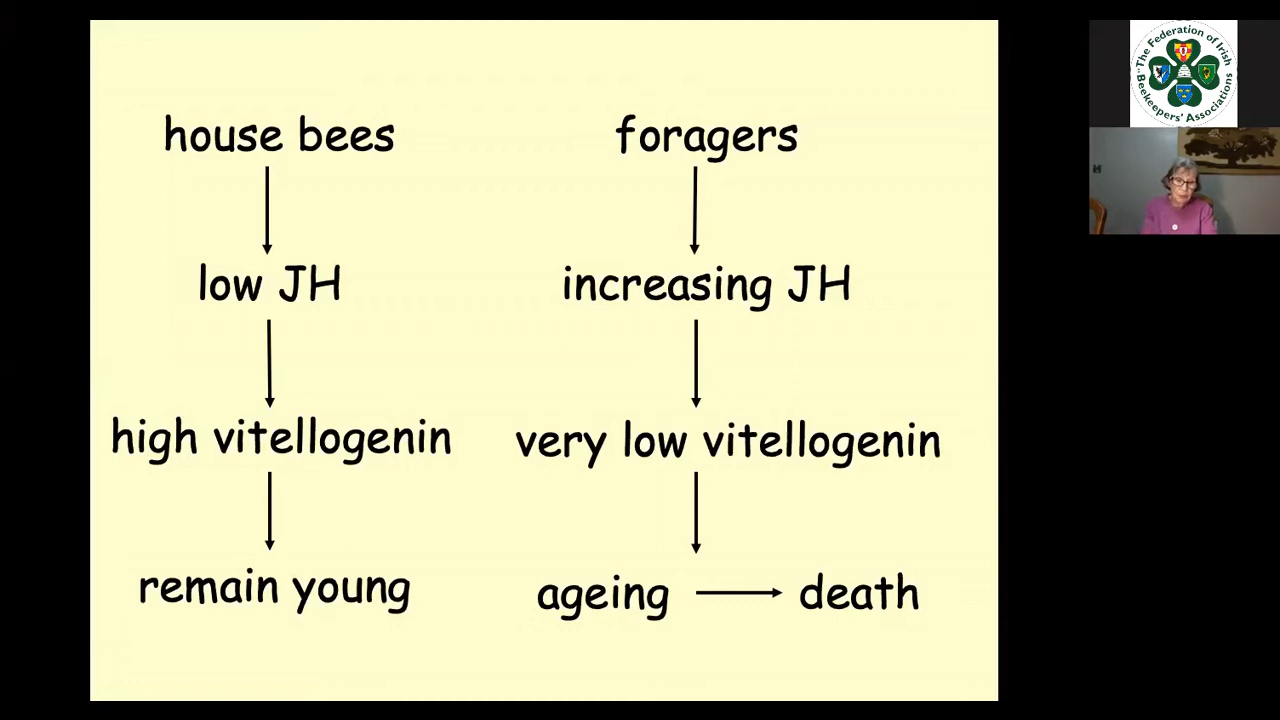 house bees
foragers
low JH
increasing JH
high vitellogenin
very low vitellogenin
remain young
ageing
death
"The Federation of Irish
Beekeepers' Associations"